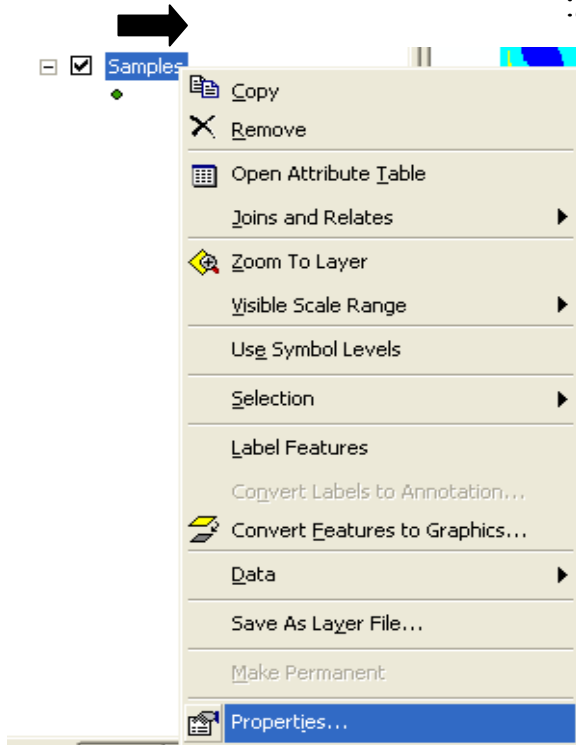 Samples
Copy
Remove
Open Attribute Table
Joins and Relates
Zoom To Layer
Visible Scale Range
Use Symbol Levels
Selection
Label Features
Convert Labels to Annotation...
Convert Features to Graphics...
Data
Save As Layer File...
Make Permanent
Properties...